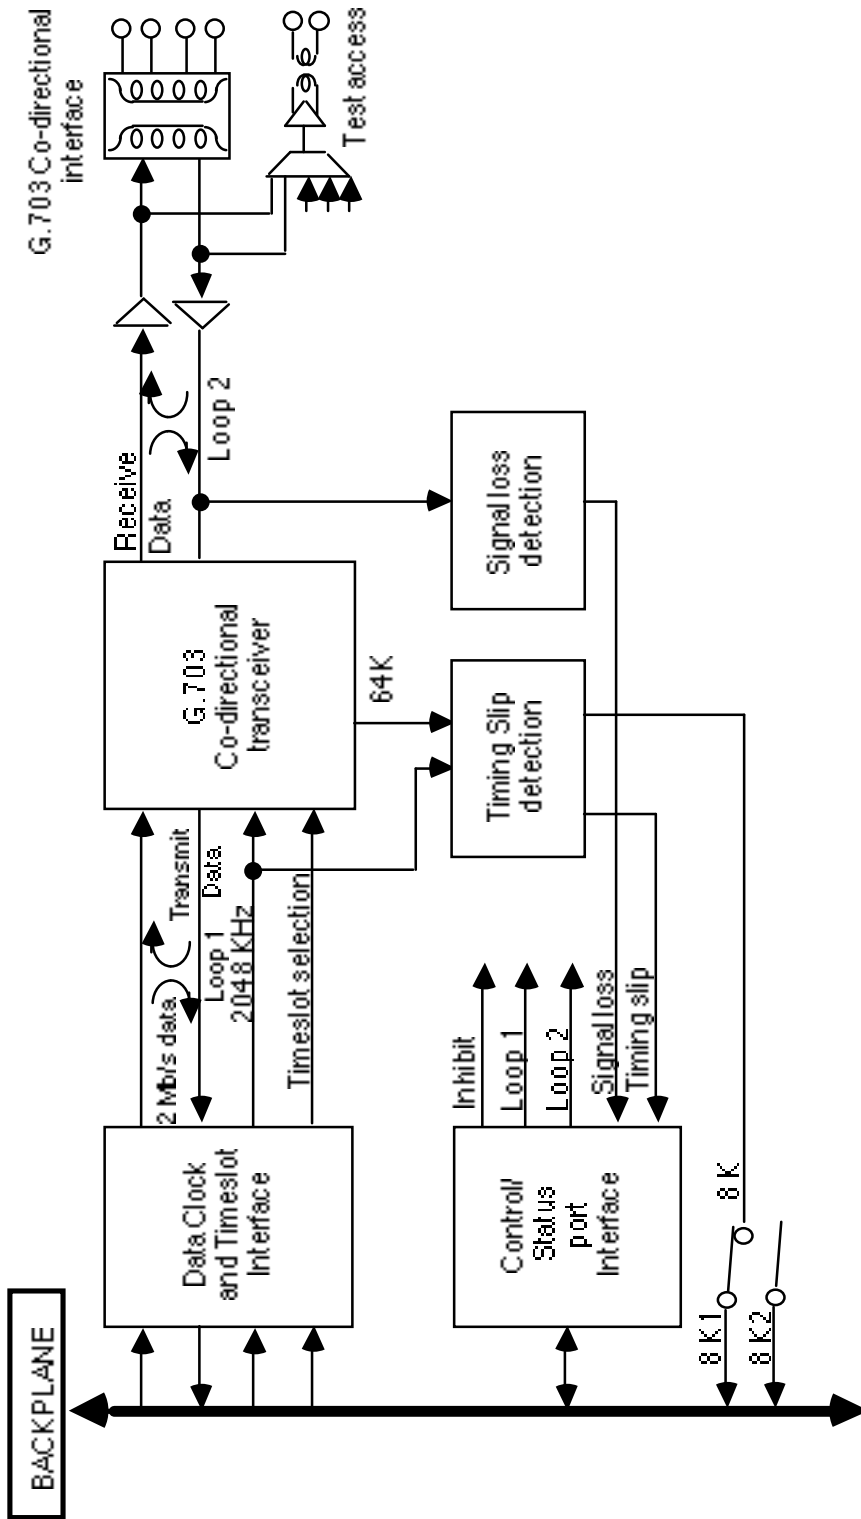 G.703 Co-directional
interface
Test access
Receive
Data
Loop 2
G.703
Co-directional
transceiver
64K
Signal loss
detection
Timing Slip
detection
Transmit
Data
2 Mb/s data
Loop 1
2048 KHz
Timeslot selection
Data Clock
and Timeslot
Interface
Inhibit
Loop 1
Loop 2
Signal loss
Timing slip
Control/
Status
port
Interface
8 K
8 K1
8 K2
BACKPLANE